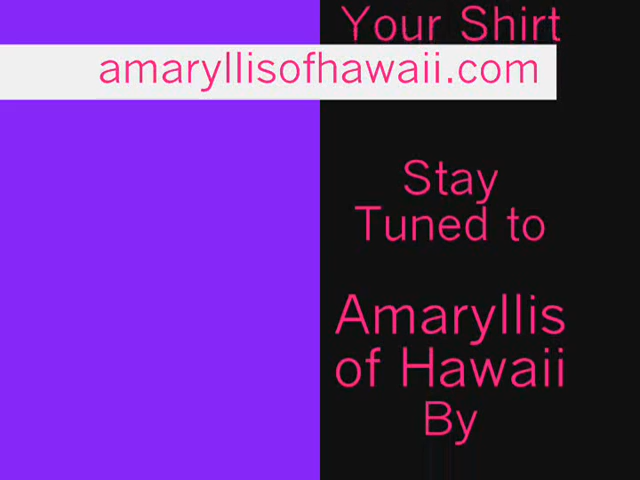 Your Shirt
amaryllisofhawaii.com
Stay
Tuned to
Amaryllis
of Hawaii
By